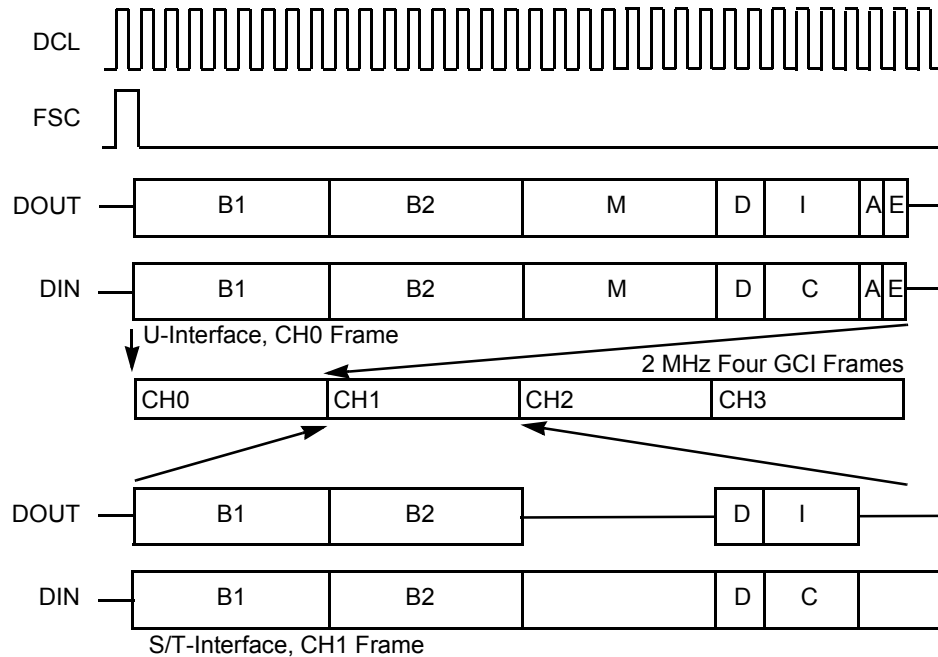 DCL
FSC
DOUT B1 B2 M D I A E
DIN B1 B2 M D C A E
U-Interface, CH0 Frame
2 MHz Four GCI Frames
CH0 CH1 CH2 CH3
DOUT B1 B2 D I
DIN B1 B2 D C
S/T-Interface, CH1 Frame